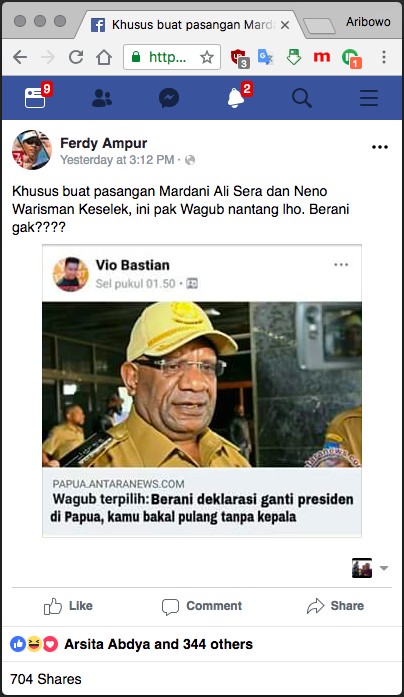 Khusus buat pasangan Marda
Aribowo
http...
3
1
9
2
Ferdy Ampur
Yesterday at 3:12 PM ·
Khusus buat pasangan Mardani Ali Sera dan Neno
Warisman Keselek, ini pak Wagub nantang lho. Berani
gak????
Vio Bastian
Sel pukul 01.50 ·
PAPUA.ANTARANEWS.COM
Wagub terpilih: Berani deklarasi ganti presiden
di Papua, kamu bakal pulang tanpa kepala
Like
Comment
Share
Arsita Abdya and 344 others
704 Shares